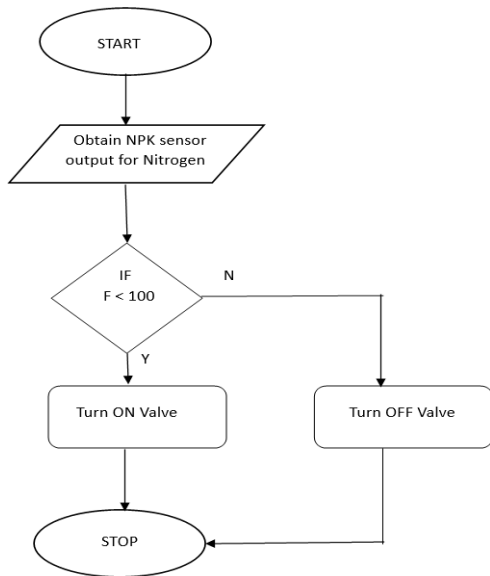 START
Obtain NPK sensor
output for Nitrogen
IF
F < 100
N
Y
Turn ON Valve
Turn OFF Valve
STOP